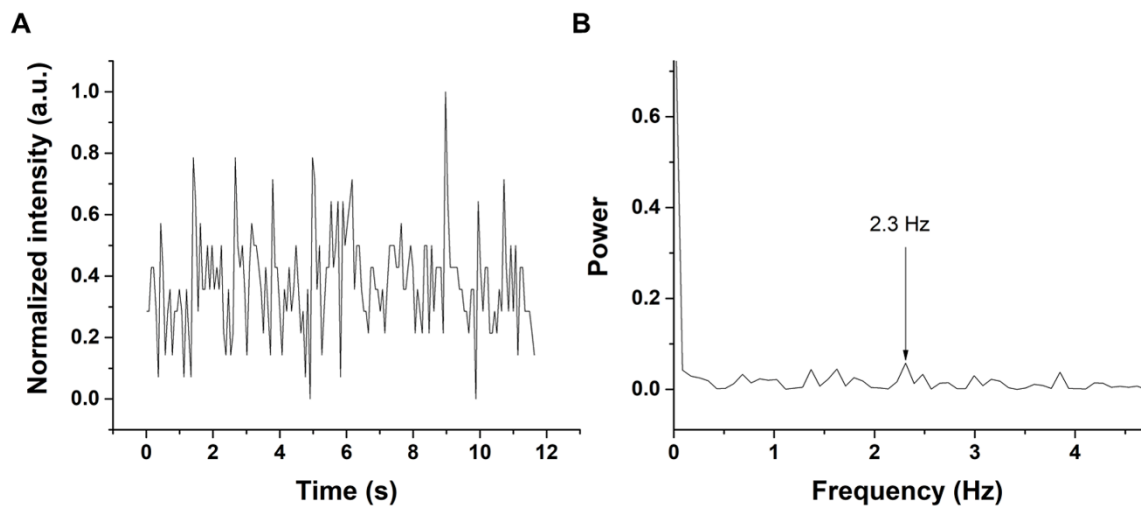 A
Normalized intensity (a.u.)
1.0
0.8
0.6
0.4
0.2
0.0
0 2 4 6 8 10 12
Time (s)
B
Power
0.6
0.4
0.2
0.0
2.3 Hz
0 1 2 3 4
Frequency (Hz)